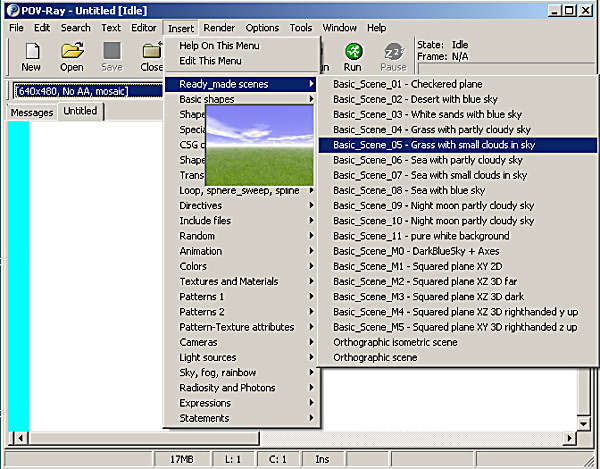 POV-Ray - Untitled [Idle]
File Edit Search Text Editor Insert Render Options Tools Window Help
New Open Save Close Run Pause
State: Idle
Frame: N/A
[640x480, No AA, mosaic]
Messages Untitled
Help On This Menu
Edit This Menu
Ready_made scenes
Basic shapes
Shape
Specia
CSG c
Shape
Trans
Loop, sphere_sweep, spline
Directives
Include files
Random
Animation
Colors
Textures and Materials
Patterns 1
Patterns 2
Pattern-Texture attributes
Cameras
Light sources
Sky, fog, rainbow
Radiosity and Photons
Expressions
Statements
Basic_Scene_01 - Checkered plane
Basic_Scene_02 - Desert with blue sky
Basic_Scene_03 - White sands with blue sky
Basic_Scene_04 - Grass with partly cloudy sky
Basic_Scene_05 - Grass with small clouds in sky
Basic_Scene_06 - Sea with partly cloudy sky
Basic_Scene_07 - Sea with small clouds in sky
Basic_Scene_08 - Sea with blue sky
Basic_Scene_09 - Night moon partly cloudy sky
Basic_Scene_10 - Night moon partly cloudy sky
Basic_Scene_11 - pure white background
Basic_Scene_M0 - DarkBlueSky + Axes
Basic_Scene_M1 - Squared plane XY 2D
Basic_Scene_M2 - Squared plane XZ 3D far
Basic_Scene_M3 - Squared plane XZ 3D dark
Basic_Scene_M4 - Squared plane XZ 3D righthanded y up
Basic_Scene_M5 - Squared plane XY 3D righthanded z up
Orthographic isometric scene
Orthographic scene
17MB L: 1 C: 1 Ins